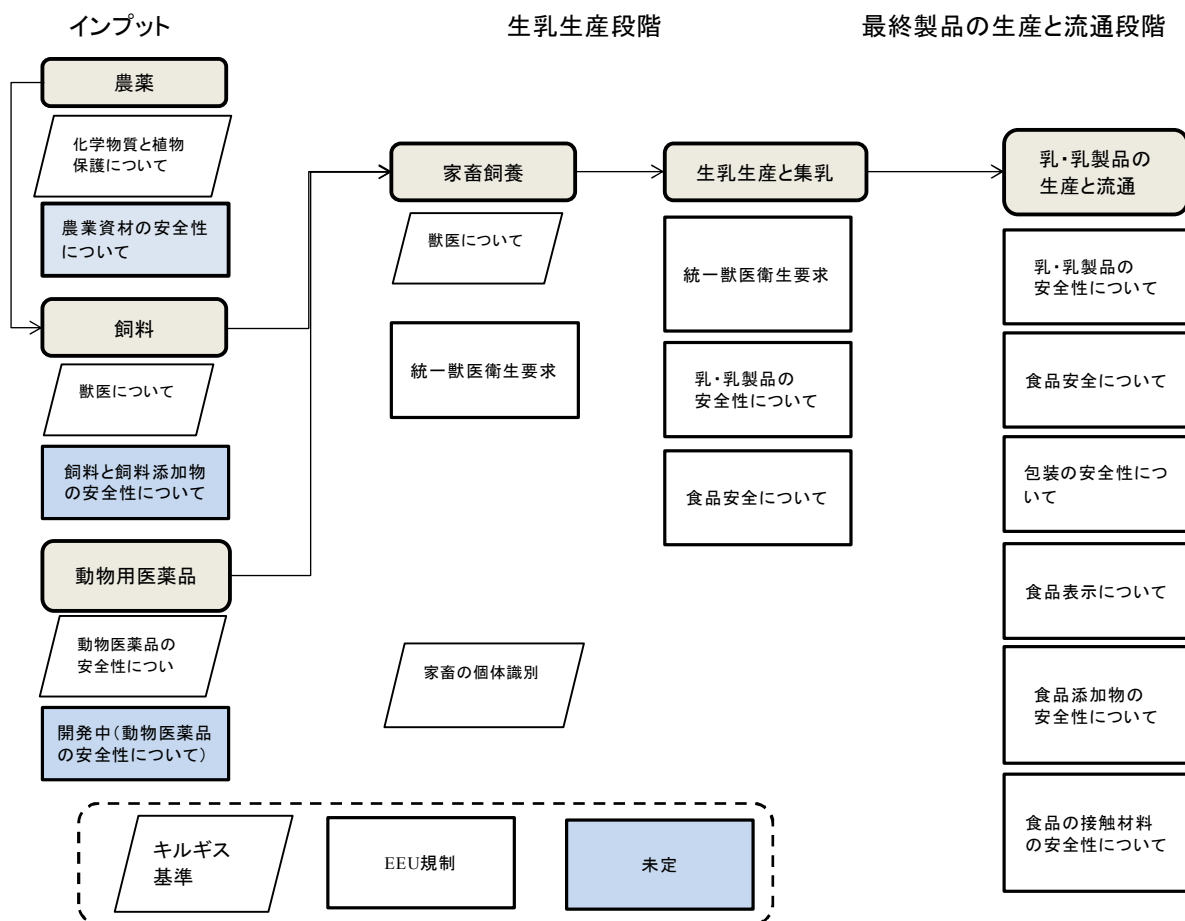 インプット
生乳生産段階
最終製品の生産と流通段階
農薬
化学物質と植物
保護について
農業資材の安全性
について
飼料
獣医について
飼料と飼料添加物
の安全性について
動物用医薬品
動物医薬品の
安全性につい
開発中(動物医薬品
の安全性について)
家畜飼養
獣医について
統一獣医衛生要求
家畜の個体識別
生乳生産と集乳
統一獣医衛生要求
乳・乳製品の
安全性について
食品安全について
乳・乳製品の
生産と流通
乳・乳製品の
安全性について
食品安全について
包装の安全性につ
いて
食品表示について
食品添加物の
安全性について
食品の接触材料
の安全性について
キルギス
基準
EEU規制
未定